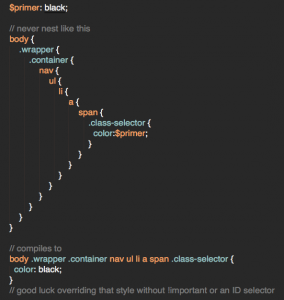 $primer: black;

// never nest like this
body {
  .wrapper {
    .container {
      nav {
        ul {
          li {
            a {
              span {
                .class-selector {
                  color:$primer;
                }
              }
            }
          }
        }
      }
    }
  }
}

// compiles to
body .wrapper .container nav ul li a span .class-selector {
  color: black;
}
// good luck overriding that style without !important or an ID selector